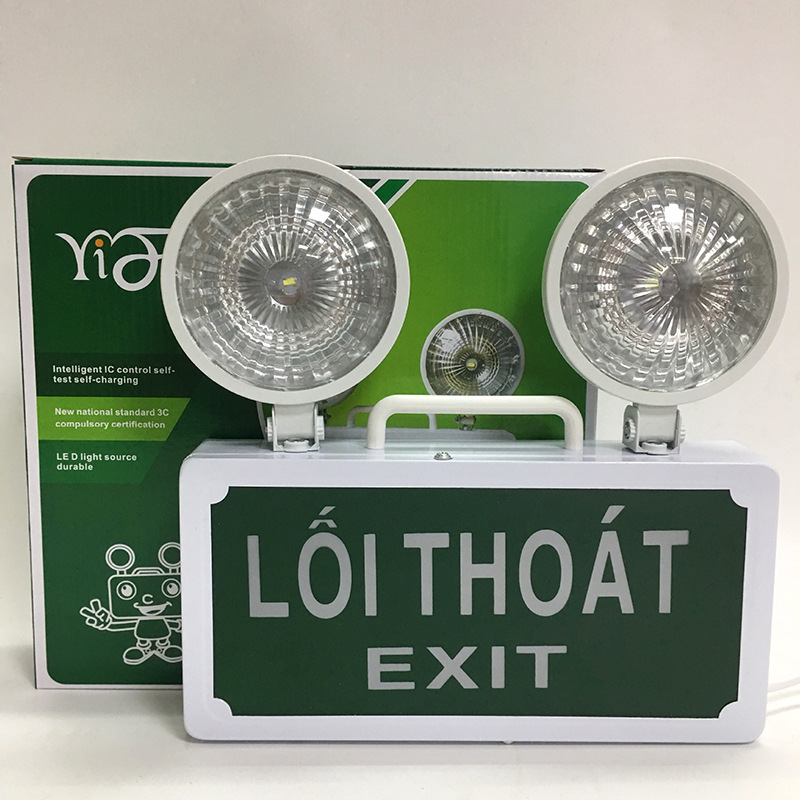 Intelligent IC control self-
test self-charging
New national standard 3C
compulsory certification
LE D light source
durable
LỐI THOÁT
EXIT